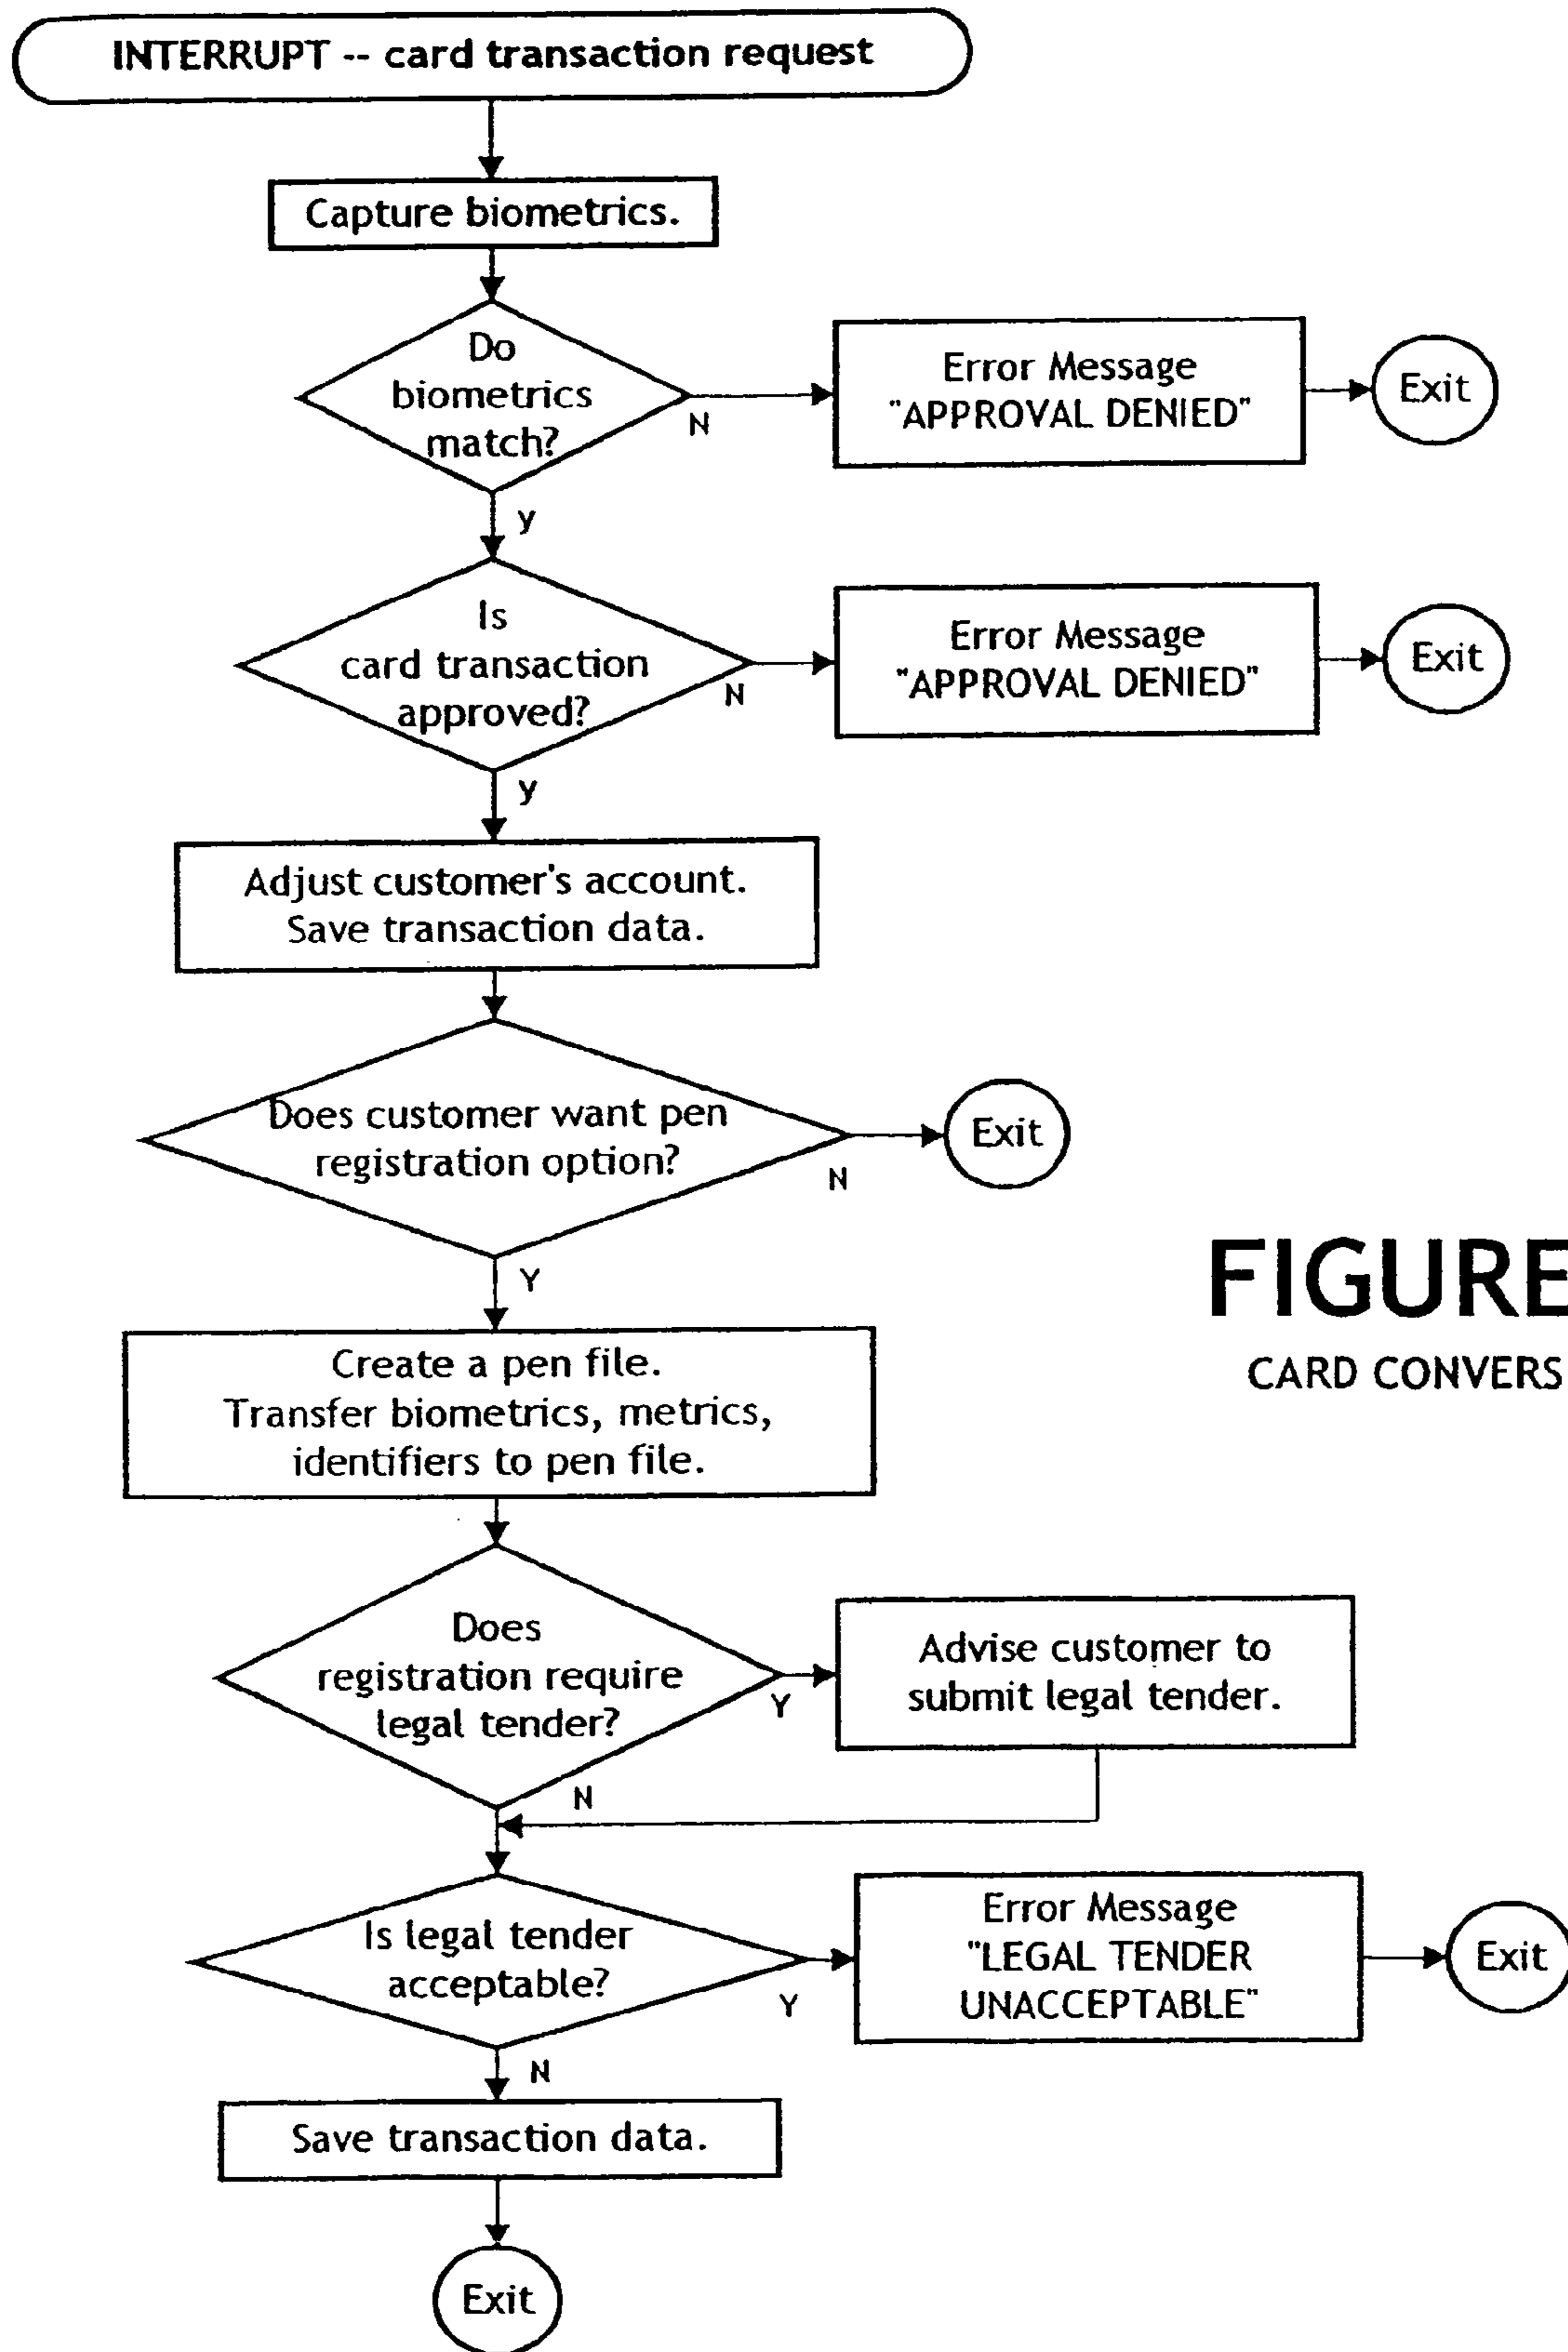 INTERRUPT -- card transaction request
Capture biometrics.
Do
biometrics
match?
N
Error Message
"APPROVAL DENIED"
Exit
y
Is
card transaction
approved?
N
Error Message
"APPROVAL DENIED"
Exit
y
Adjust customer's account.
Save transaction data.
Does customer want pen
registration option?
N
Exit
Y
FIGURE
CARD CONVERS
Create a pen file.
Transfer biometrics, metrics,
identifiers to pen file.
Does
registration require
legal tender?
Y
Advise customer to
submit legal tender.
N
Is legal tender
acceptable?
Y
Error Message
"LEGAL TENDER
UNACCEPTABLE"
Exit
N
Save transaction data.
Exit